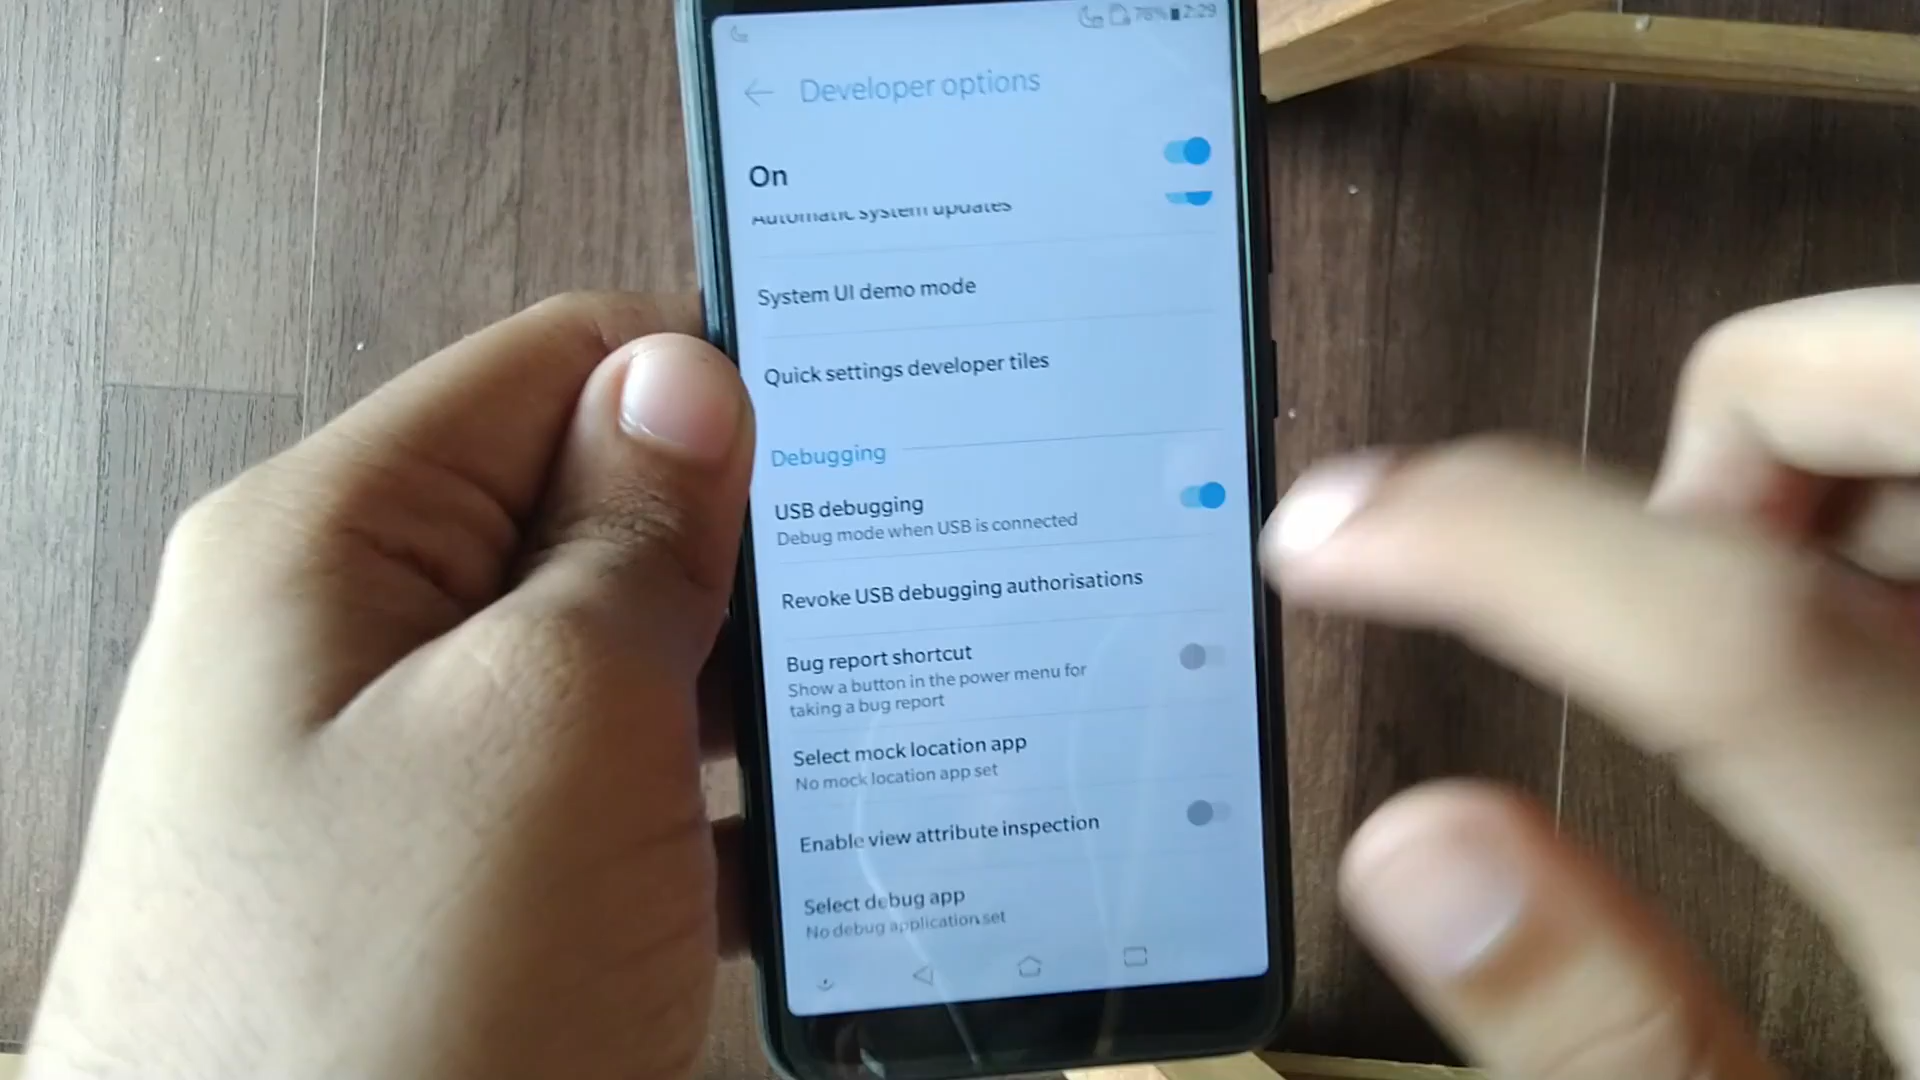 76% 2:29
Developer options
On
Automatic system updates
System UI demo mode
Quick settings developer tiles
Debugging
USB debugging
Debug mode when USB is connected
Revoke USB debugging authorisations
Bug report shortcut
Show a button in the power menu for
taking a bug report
Select mock location app
No mock location app set
Enable view attribute inspection
Select debug app
No debug application set